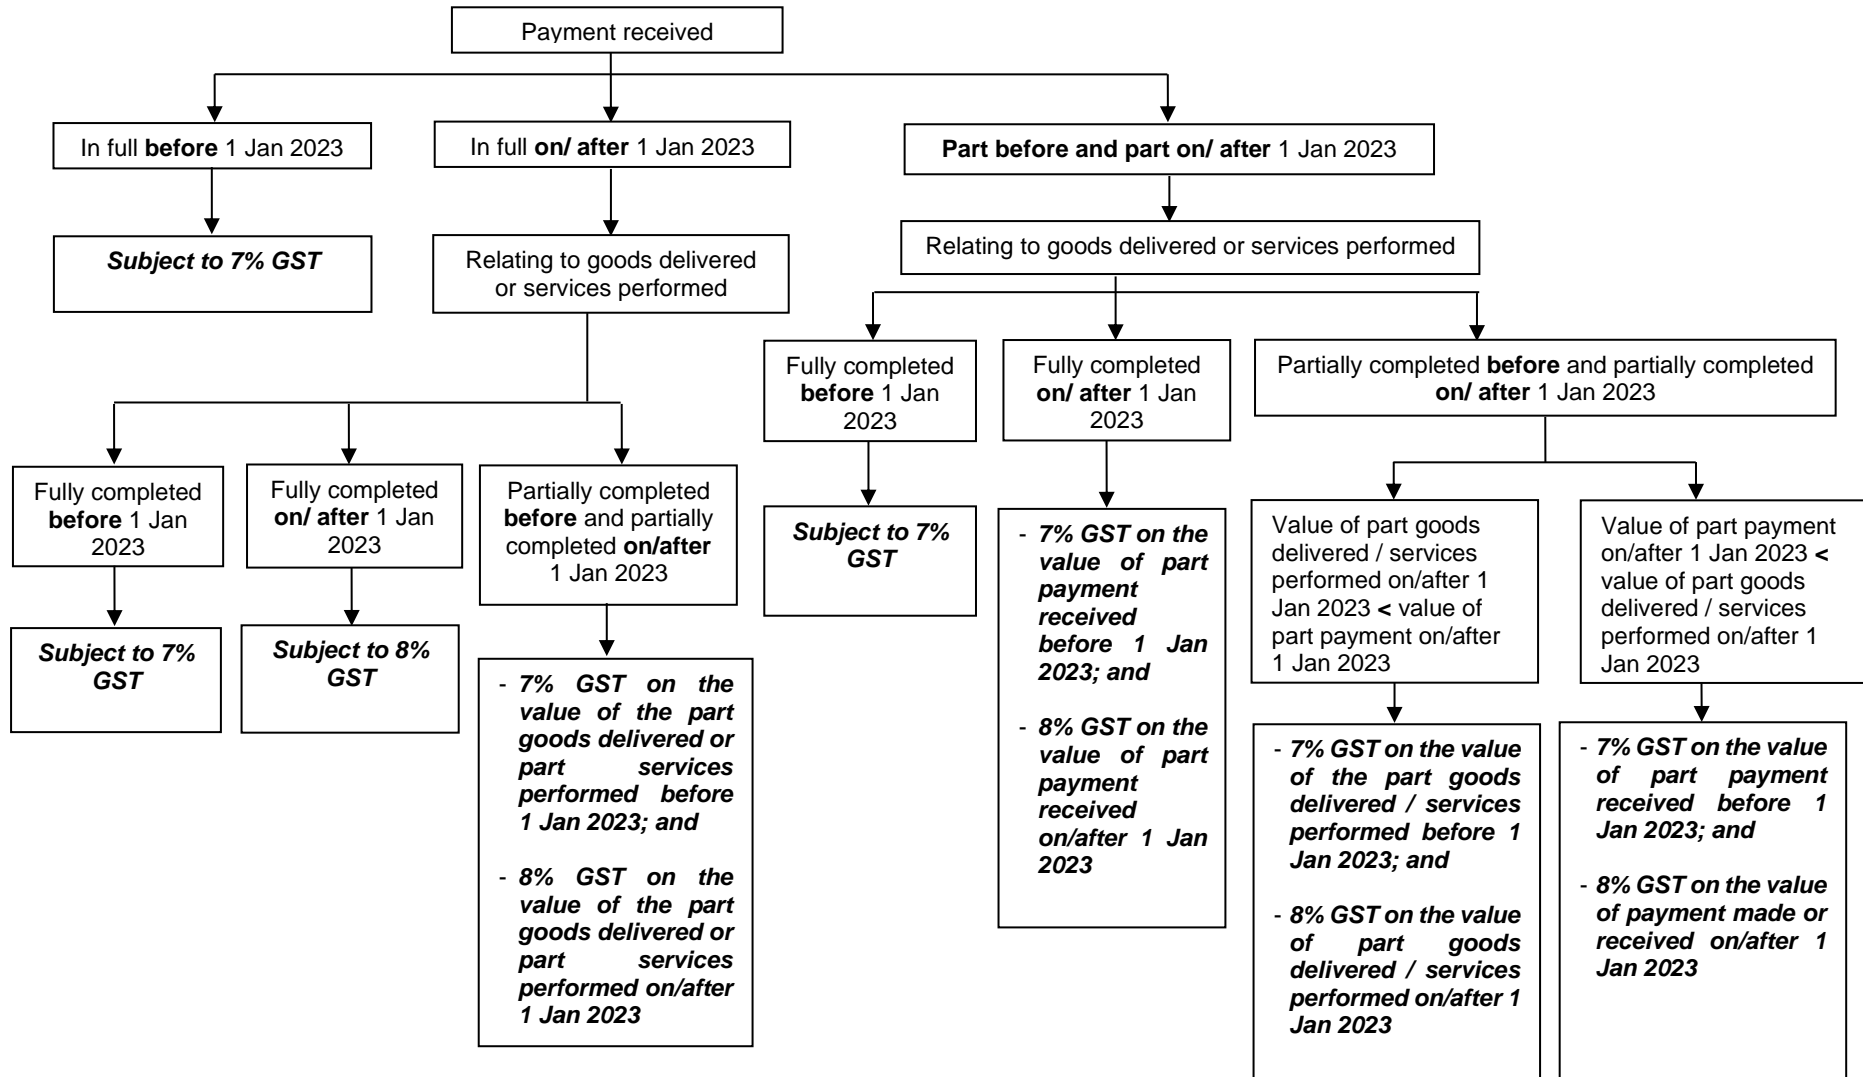 Payment received
In full before 1 Jan 2023
In full on/ after 1 Jan 2023
Part before and part on/ after 1 Jan 2023
Subject to 7% GST
Relating to goods delivered
or services performed
Relating to goods delivered or services performed
Fully completed
before 1 Jan
2023
Fully completed
on/ after 1 Jan
2023
Partially completed
before and partially
completed on/after
1 Jan 2023
Subject to 7%
GST
Subject to 8%
GST
- 7% GST on the
value of the part
goods delivered or
part services
performed before
1 Jan 2023; and
- 8% GST on the
value of the part
goods delivered or
part services
performed on/after
1 Jan 2023
Fully completed
before 1 Jan
2023
Fully completed
on/ after 1 Jan
2023
Partially completed before and partially completed
on/ after 1 Jan 2023
Subject to 7%
GST
- 7% GST on the
value of part
payment
received
before 1 Jan
2023; and
- 8% GST on the
value of part
payment
received
on/after 1 Jan
2023
Value of part goods
delivered / services
performed on/after 1
Jan 2023 < value of
part payment on/after
1 Jan 2023
Value of part payment
on/after 1 Jan 2023 <
value of part goods
delivered / services
performed on/after 1
Jan 2023
- 7% GST on the value
of the part goods
delivered / services
performed before 1
Jan 2023; and
- 8% GST on the value
of part goods
delivered / services
performed on/after 1
Jan 2023
- 7% GST on the value
of part payment
received before 1
Jan 2023; and
- 8% GST on the value
of payment made or
received on/after 1
Jan 2023